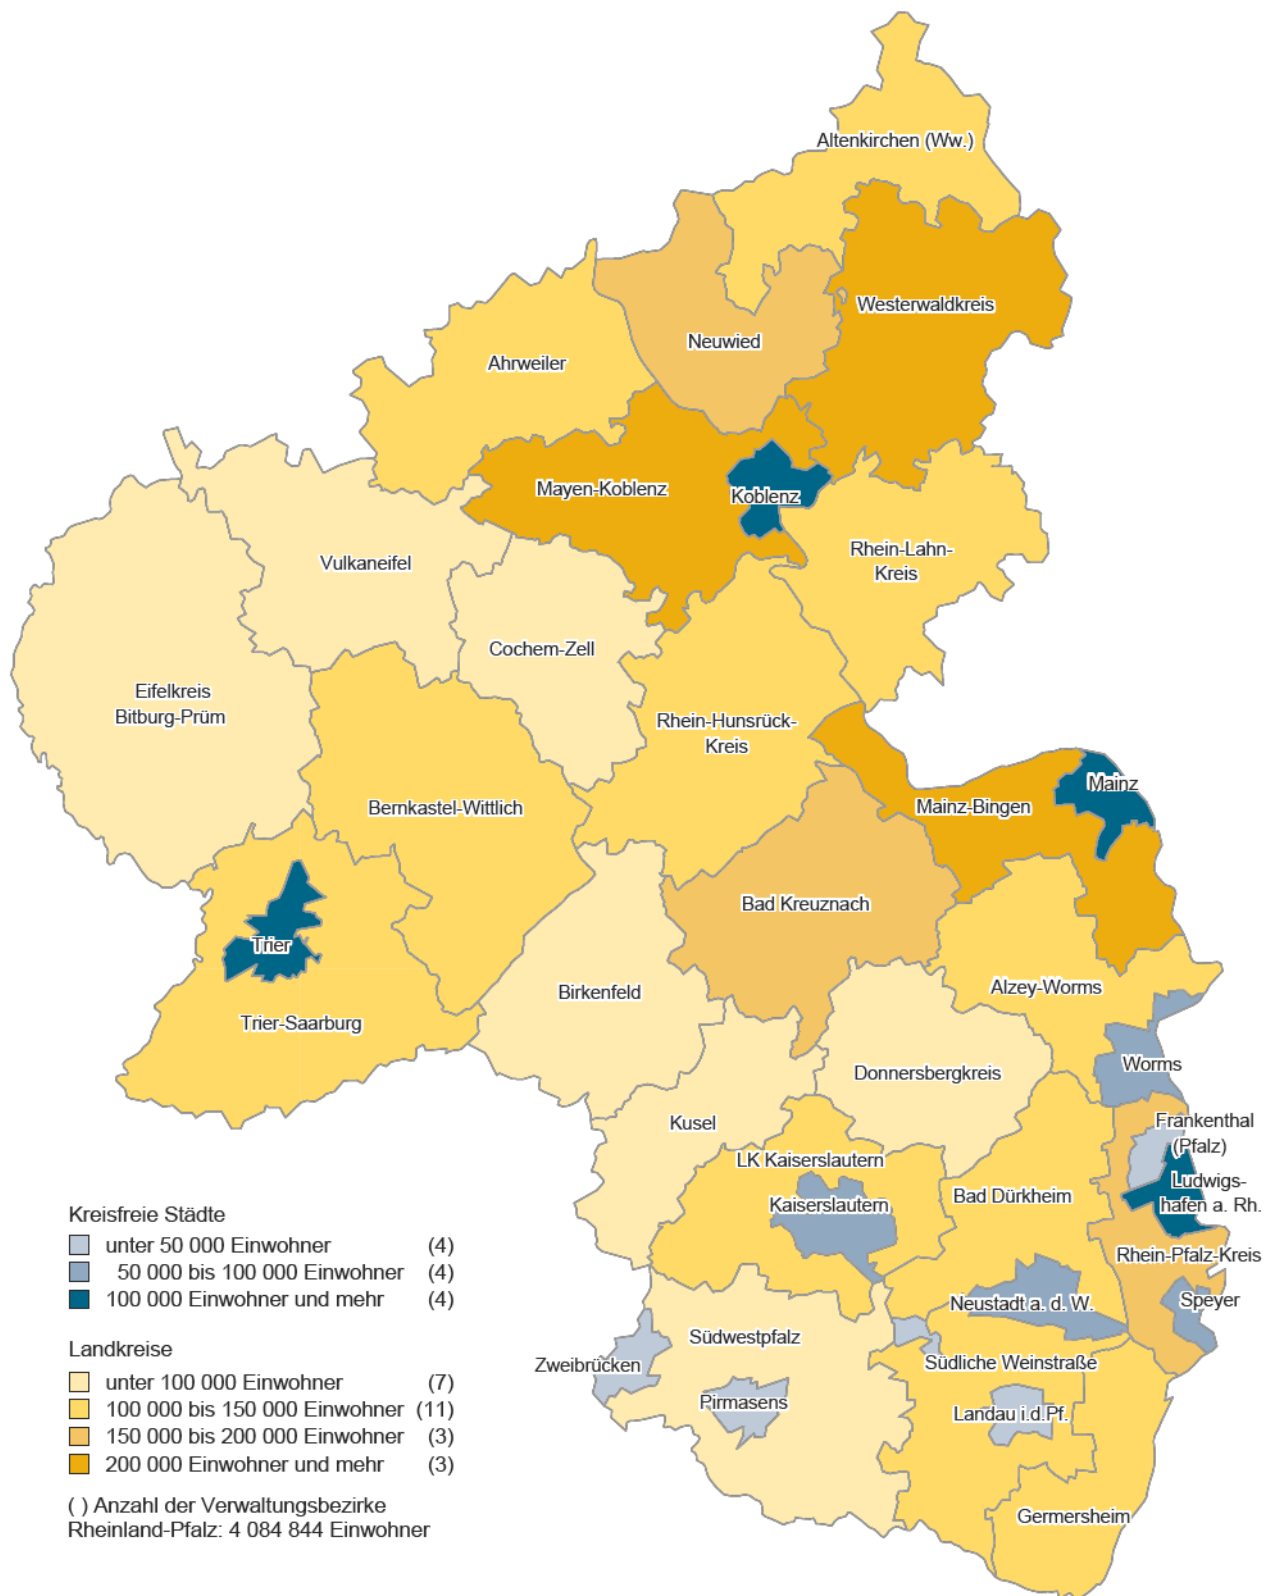 Altenkirchen (Ww.)
Westerwaldkreis
Neuwied
Ahrweiler
Mayen-Koblenz
Koblenz
Rhein-Lahn-
Kreis
Vulkaneifel
Cochem-Zell
Eifelkreis
Bitburg-Prüm
Rhein-Hunsrück-
Kreis
Mainz
Mainz-Bingen
Bernkastel-Wittlich
Bad Kreuznach
Trier
Alzey-Worms
Birkenfeld
Trier-Saarburg
Worms
Donnersbergkreis
Kusel
Frankenthal
(Pfalz)
LK Kaiserslautern
Ludwigs-
hafen a. Rh.
Bad Dürkheim
Kaiserslautern
Rhein-Pfalz-Kreis
Speyer
Neustadt a. d. W.
Südwestpfalz
Zweibrücken
Südliche Weinstraße
Pirmasens
Landau i.d.Pf.
Germersheim
Kreisfreie Städte
unter 50 000 Einwohner (4)
50 000 bis 100 000 Einwohner (4)
100 000 Einwohner und mehr (4)
Landkreise
unter 100 000 Einwohner (7)
100 000 bis 150 000 Einwohner (11)
150 000 bis 200 000 Einwohner (3)
200 000 Einwohner und mehr (3)
( ) Anzahl der Verwaltungsbezirke
Rheinland-Pfalz: 4 084 844 Einwohner